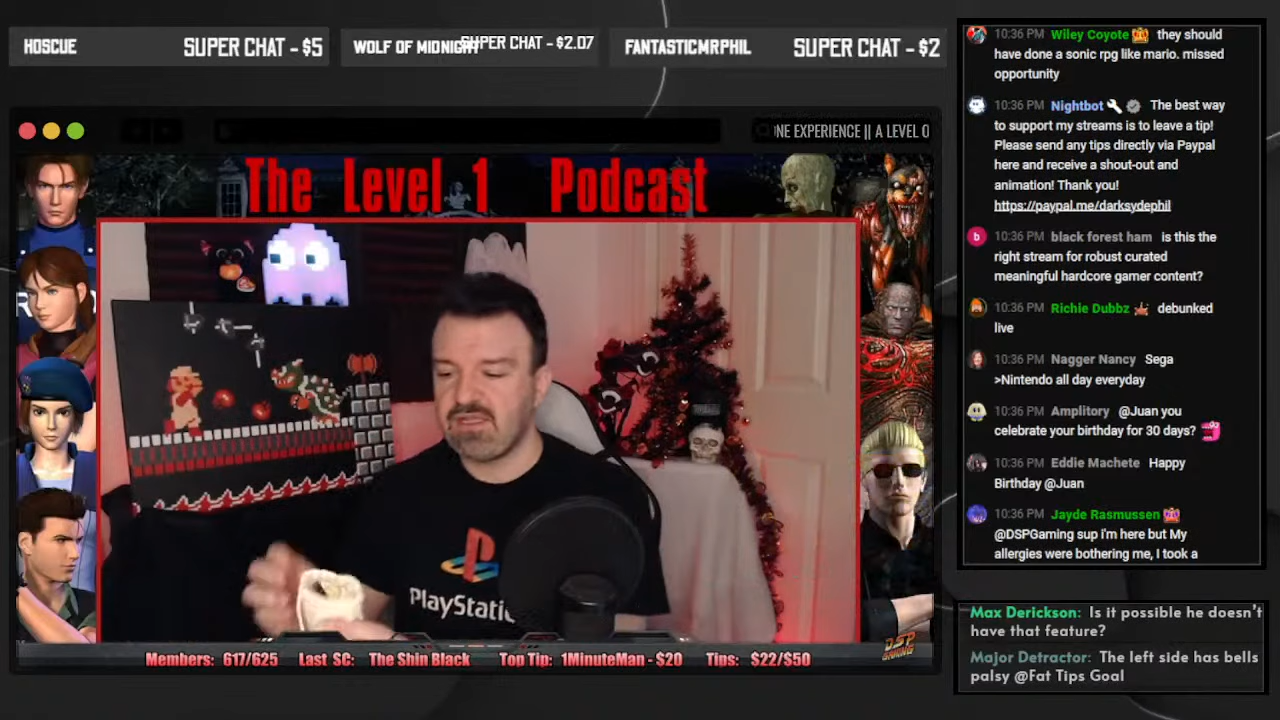 HOSCUE SUPER CHAT - $5
WOLF OF MIDNIGHT SUPER CHAT - $2.07
FANTASTICMRPHIL SUPER CHAT - $2
NE EXPERIENCE || A LEVEL O
The Level 1 Podcast
PlayStatio
Members: 617/625 Last SC: The Shin Black Top Tip: 1MinuteMan - $20 Tips: $22/$50
DSP
GAMING
10:36 PM Wiley Coyote they should
have done a sonic rpg like mario. missed
opportunity
10:36 PM Nightbot The best way
to support my streams is to leave a tip!
Please send any tips directly via Paypal
here and receive a shout-out and
animation! Thank you!
https://paypal.me/darksydephil
b
10:36 PM black forest ham is this the
right stream for robust curated
meaningful hardcore gamer content?
10:36 PM Richie Dubbz debunked
live
10:36 PM Nagger Nancy Sega
>Nintendo all day everyday
10:36 PM Amplitory @Juan you
celebrate your birthday for 30 days?
10:36 PM Eddie Machete Happy
Birthday @Juan
10:36 PM Jayde Rasmussen
@DSPGaming sup I'm here but My
allergies were bothering me, I took a
Max Derickson: Is it possible he doesn't
have that feature?
Major Detractor: The left side has bells
palsy @Fat Tips Goal